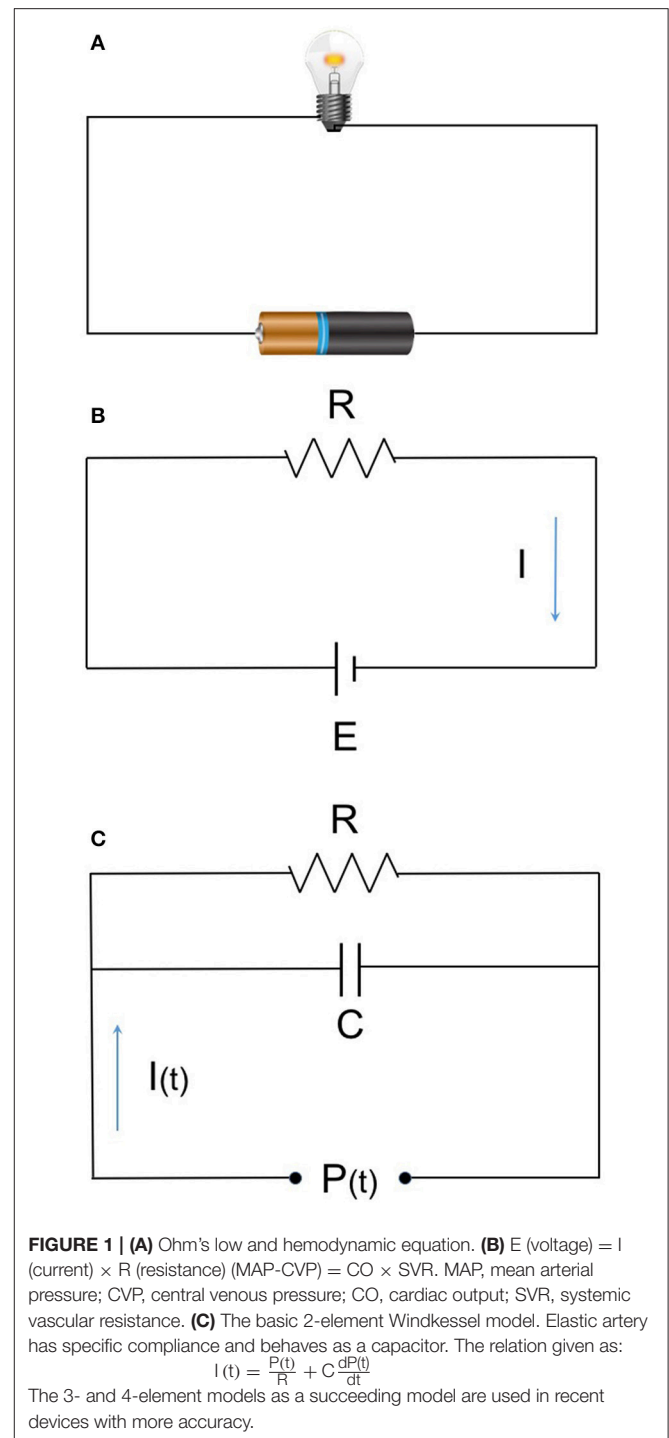 A
R
B
I
E
R
C
C
I(t)
P(t)
FIGURE 1 | (A) Ohm's low and hemodynamic equation. (B) E (voltage) = I
(current) × R (resistance) (MAP-CVP) = CO × SVR. MAP, mean arterial
pressure; CVP, central venous pressure; CO, cardiac output; SVR, systemic
vascular resistance. (C) The basic 2-element Windkessel model. Elastic artery
has specific compliance and behaves as a capacitor. The relation given as:
I (t) = P(t)/R + C dP(t)/dt
The 3- and 4-element models as a succeeding model are used in recent
devices with more accuracy.